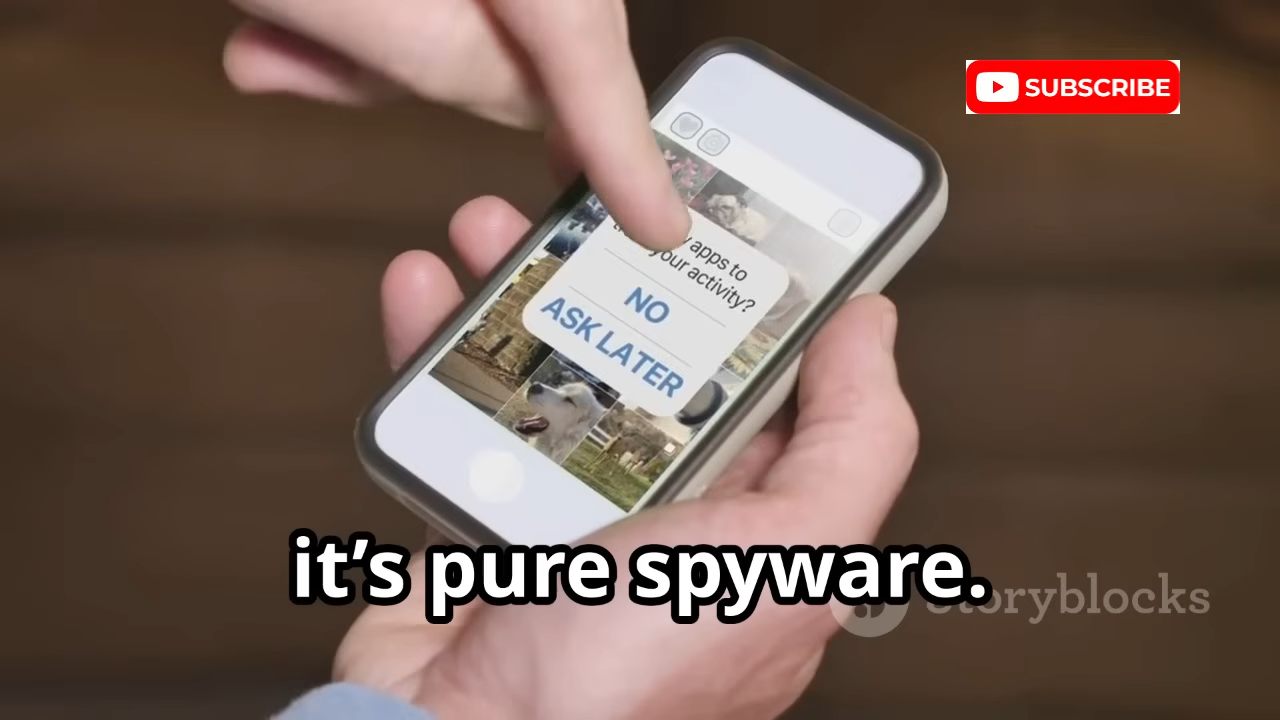 SUBSCRIBE
apps to
your activity?
NO
ASK LATER
it's pure spyware.
storyblocks